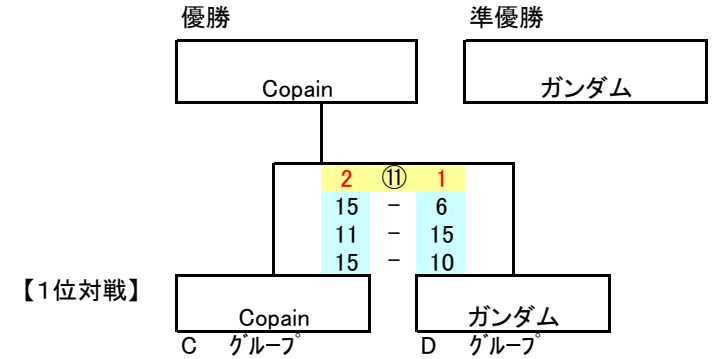 優勝 準優勝
Copain ガンダム
2 ⑪ 1
15 － 6
11 － 15
15 － 10
【１位対戦】
Copain ガンダム
C ｸﾞﾙｰﾌﾟ D ｸﾞﾙｰﾌﾟ